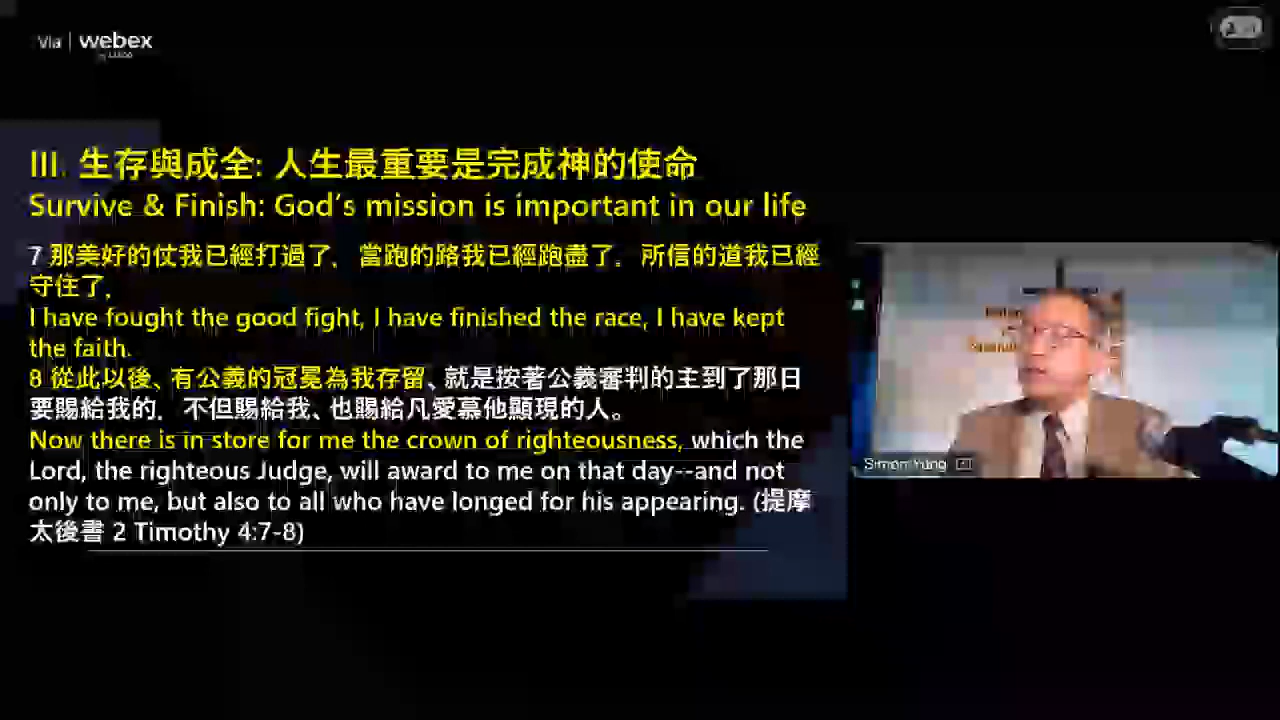 Via | webex
III. 生存與成全: 人生最重要是完成神的使命
Survive & Finish: God's mission is important in our life
7 那美好的仗我已經打過了．當跑的路我已經跑盡了．所信的道我已經
守住了．
I have fought the good fight, I have finished the race, I have kept
the faith.
8 從此以後、有公義的冠冕為我存留、就是按著公義審判的主到了那日
要賜給我的．不但賜給我、也賜給凡愛慕他顯現的人。
Now there is in store for me the crown of righteousness, which the
Lord, the righteous Judge, will award to me on that day--and not
only to me, but also to all who have longed for his appearing. (提摩
太後書 2 Timothy 4:7-8)
Simon Yung